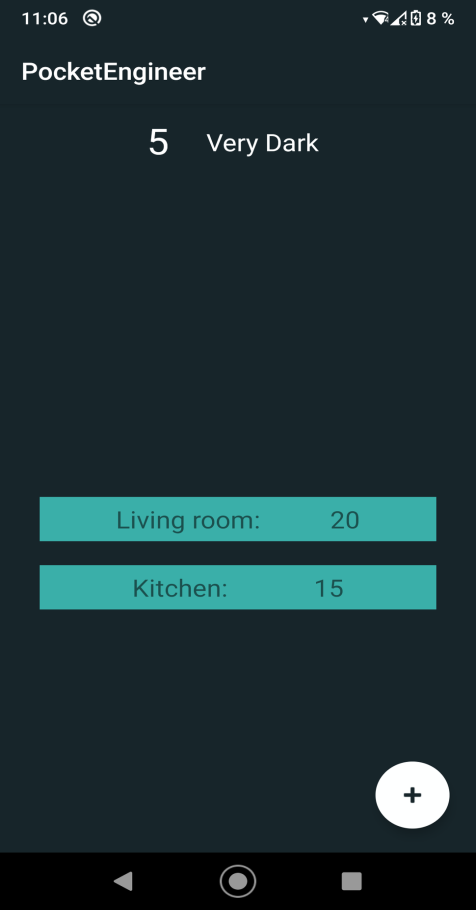 11:06 8 %
PocketEngineer
5 Very Dark
Living room: 20
Kitchen: 15
+